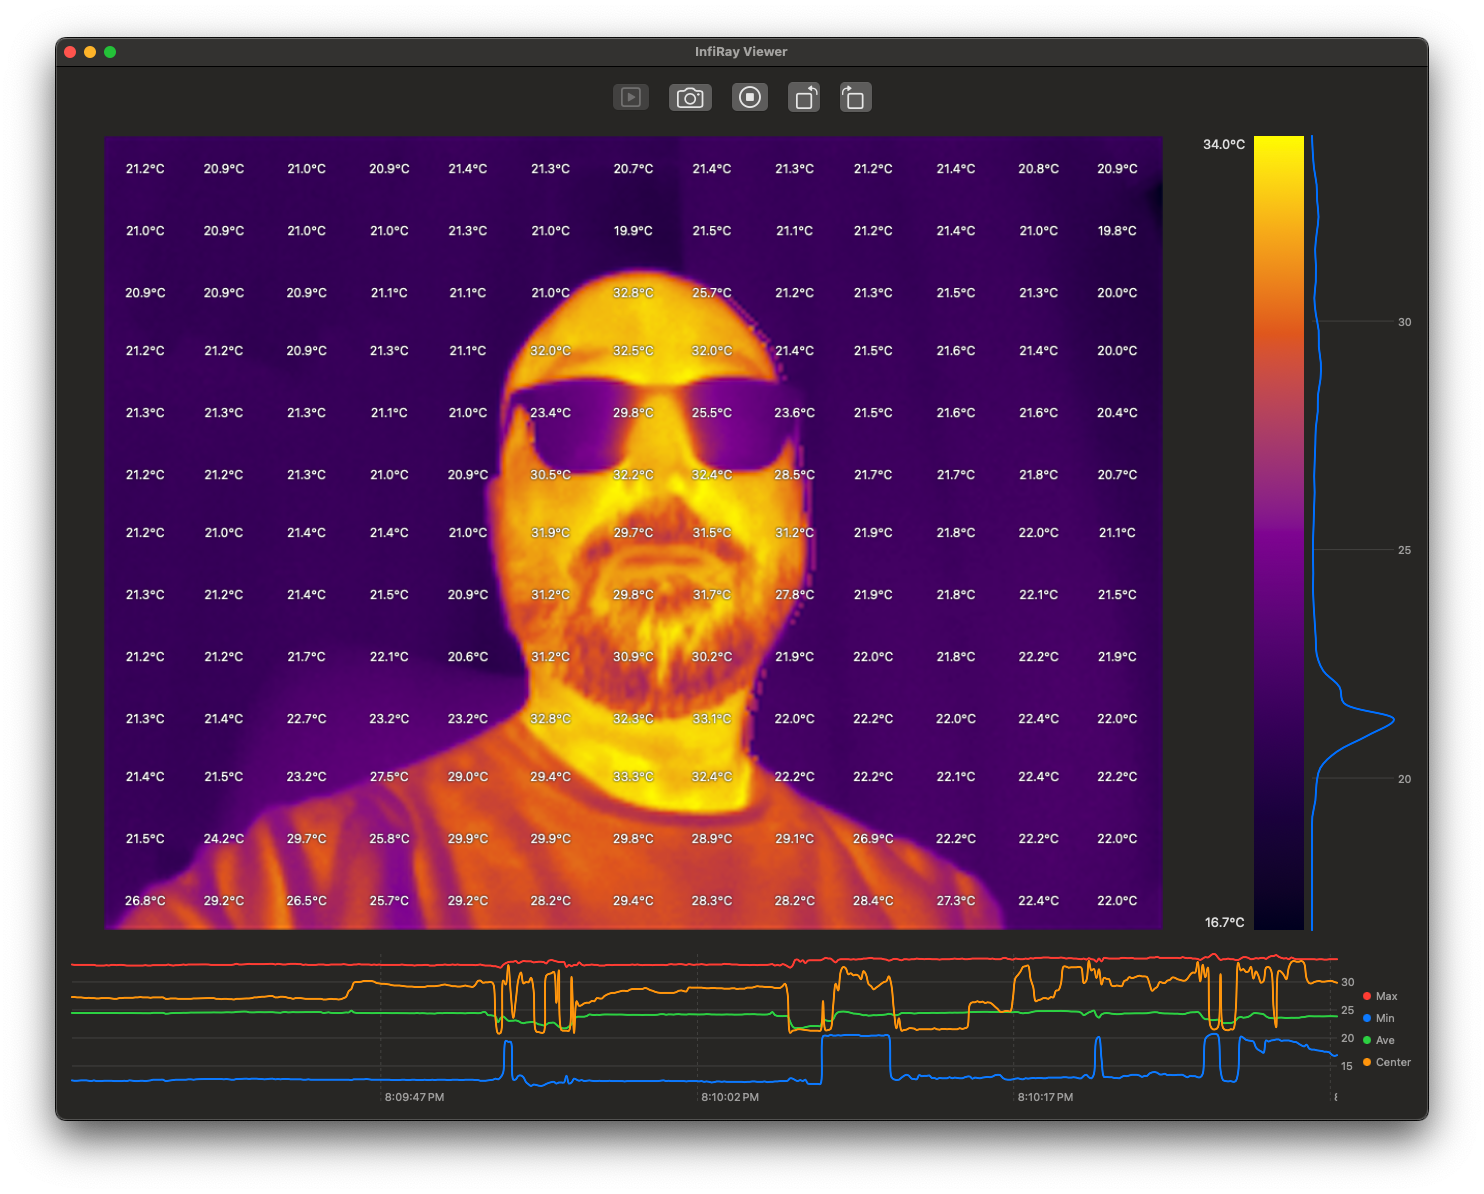 InfiRay Viewer
21.2°C 20.9°C 21.0°C 20.9°C 21.4°C 21.3°C 20.7°C 21.4°C 21.3°C 21.2°C 21.4°C 20.8°C 20.9°C
34.0°C
21.0°C 20.9°C 21.0°C 21.0°C 21.3°C 21.0°C 19.9°C 21.5°C 21.1°C 21.2°C 21.4°C 21.0°C 19.8°C
20.9°C 20.9°C 20.9°C 21.1°C 21.1°C 21.0°C 32.8°C 25.7°C 21.2°C 21.3°C 21.5°C 21.3°C 20.0°C
30
21.2°C 21.2°C 20.9°C 21.3°C 21.1°C 32.0°C 32.5°C 32.0°C 21.4°C 21.5°C 21.6°C 21.4°C 20.0°C
21.3°C 21.3°C 21.3°C 21.1°C 21.0°C 23.4°C 29.8°C 25.5°C 23.6°C 21.5°C 21.6°C 21.6°C 20.4°C
21.2°C 21.2°C 21.3°C 21.0°C 20.9°C 30.5°C 32.2°C 32.4°C 28.5°C 21.7°C 21.7°C 21.8°C 20.7°C
21.2°C 21.0°C 21.4°C 21.4°C 21.0°C 31.9°C 29.7°C 31.5°C 31.2°C 21.9°C 21.8°C 22.0°C 21.1°C
25
21.3°C 21.2°C 21.4°C 21.5°C 20.9°C 31.2°C 29.8°C 31.7°C 27.8°C 21.9°C 21.8°C 22.1°C 21.5°C
21.2°C 21.2°C 21.7°C 22.1°C 20.6°C 31.2°C 30.9°C 30.2°C 21.9°C 22.0°C 21.8°C 22.2°C 21.9°C
21.3°C 21.4°C 22.7°C 23.2°C 23.2°C 32.8°C 32.3°C 33.1°C 22.0°C 22.2°C 22.0°C 22.4°C 22.0°C
21.4°C 21.5°C 23.2°C 27.5°C 29.0°C 29.4°C 33.3°C 32.4°C 22.2°C 22.2°C 22.1°C 22.4°C 22.2°C
20
21.5°C 24.2°C 29.7°C 25.8°C 29.9°C 29.9°C 29.8°C 28.9°C 29.1°C 26.9°C 22.2°C 22.2°C 22.0°C
26.8°C 29.2°C 26.5°C 25.7°C 29.2°C 28.2°C 29.4°C 28.3°C 28.2°C 28.4°C 27.3°C 22.4°C 22.0°C
16.7°C
30
Max
25
Min
20
Ave
15
Center
8:09:47 PM 8:10:02 PM 8:10:17 PM